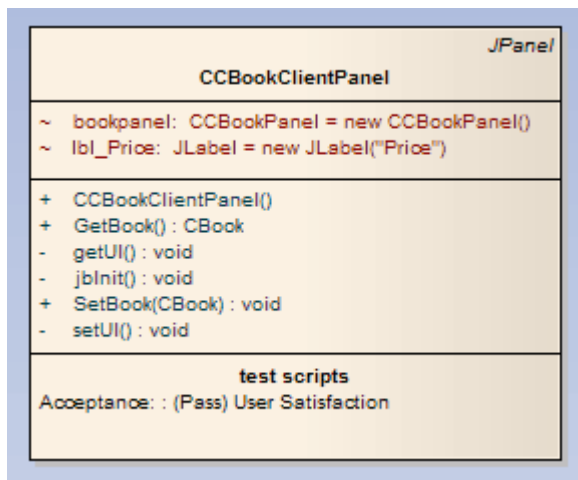 JPanel
CCBookClientPanel
~ bookpanel: CCBookPanel = new CCBookPanel()
~ lbl_Price: JLabel = new JLabel("Price")
+ CCBookClientPanel()
+ GetBook() : CBook
- getUI() : void
- jbInit() : void
+ SetBook(CBook) : void
- setUI() : void
test scripts
Acceptance: : (Pass) User Satisfaction